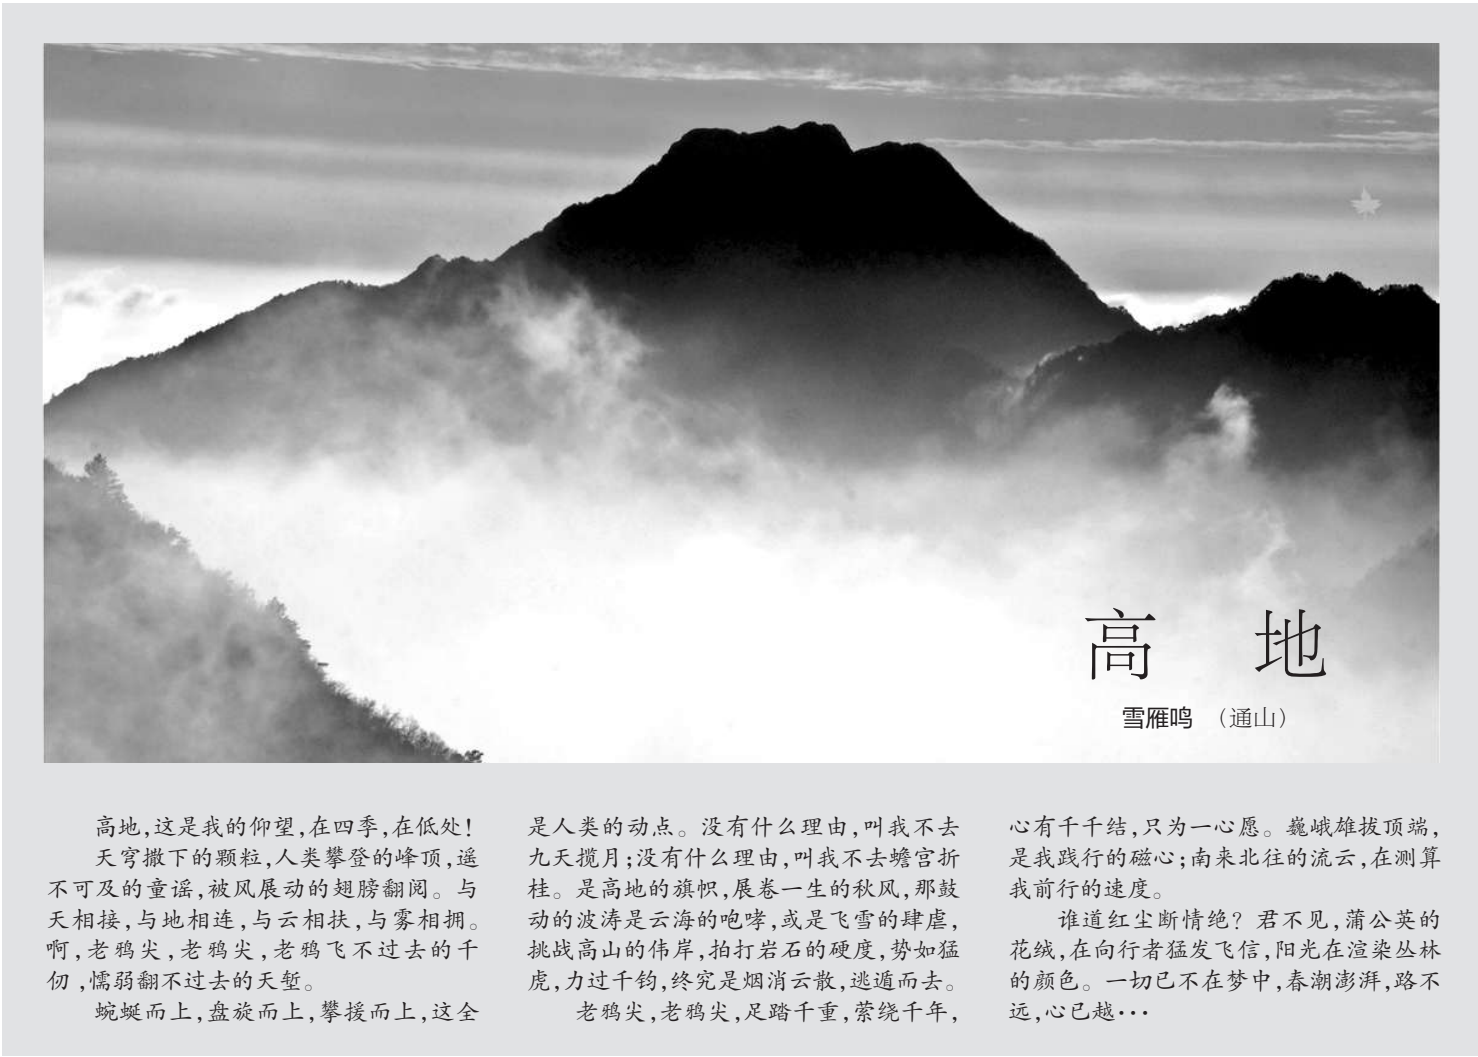 高 地
雪雁鸣 （通山）
高地，这是我的仰望，在四季，在低处！
天穹撒下的颗粒，人类攀登的峰顶，遥
不可及的童谣，被风展动的翅膀翻阅。与
天相接，与地相连，与云相扶，与雾相拥。
啊，老鸦尖，老鸦尖，老鸦飞不过去的千
仞，懦弱翻不过去的天堑。
蜿蜒而上，盘旋而上，攀援而上，这全
是人类的动点。没有什么理由，叫我不去
九天揽月；没有什么理由，叫我不去蟾宫折
桂。是高地的旗帜，展卷一生的秋风，那鼓
动的波涛是云海的咆哮，或是飞雪的肆虐，
挑战高山的伟岸，拍打岩石的硬度，势如猛
虎，力过千钧，终究是烟消云散，逃遁而去。
老鸦尖，老鸦尖，足踏千重，萦绕千年，
心有千千结，只为一心愿。巍峨雄拔顶端，
是我践行的磁心；南来北往的流云，在测算
我前行的速度。
谁道红尘断情绝？君不见，蒲公英的
花绒，在向行者猛发飞信，阳光在渲染丛林
的颜色。一切已不在梦中，春潮澎湃，路不
远，心已越···